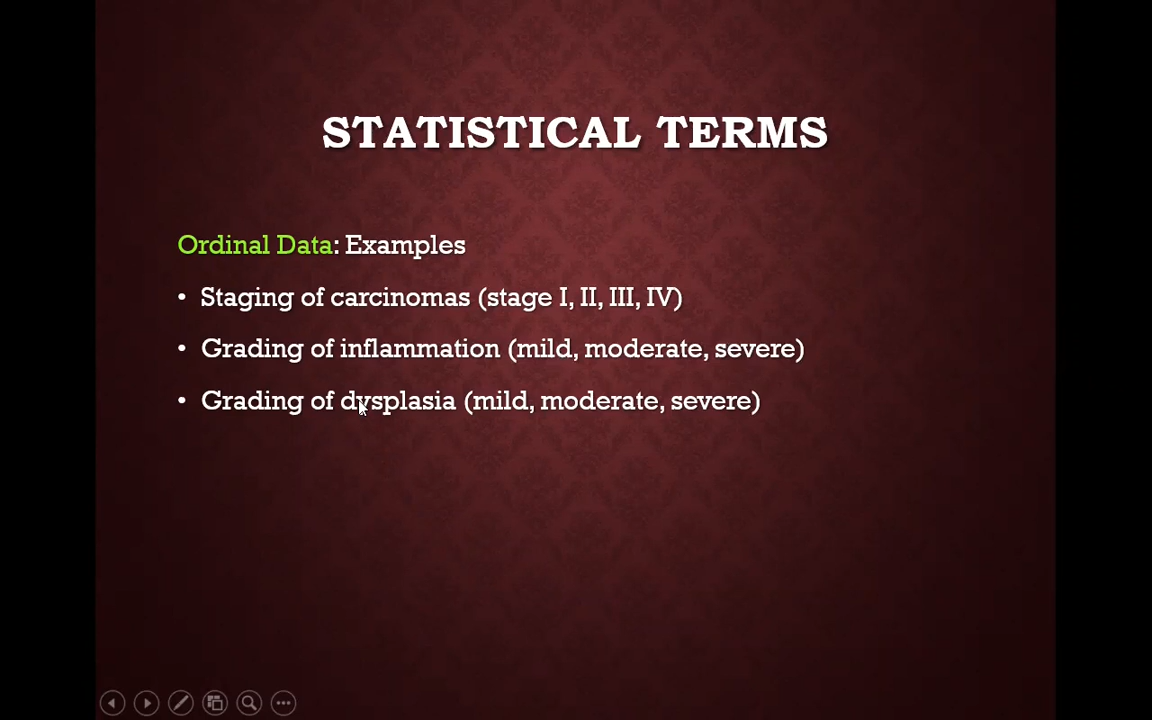 STATISTICAL TERMS
Ordinal Data: Examples
• Staging of carcinomas (stage I, II, III, IV)
• Grading of inflammation (mild, moderate, severe)
• Grading of dysplasia (mild, moderate, severe)